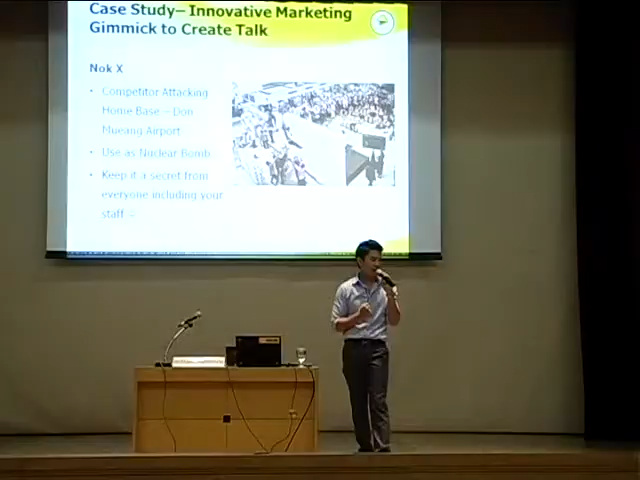 Case Study– Innovative Marketing
Gimmick to Create Talk
Nok X
• Competitor Attacking
Home Base – Don
Mueang Airport
• Use as Nuclear Bomb
• Keep it a secret from
everyone including your
staff –